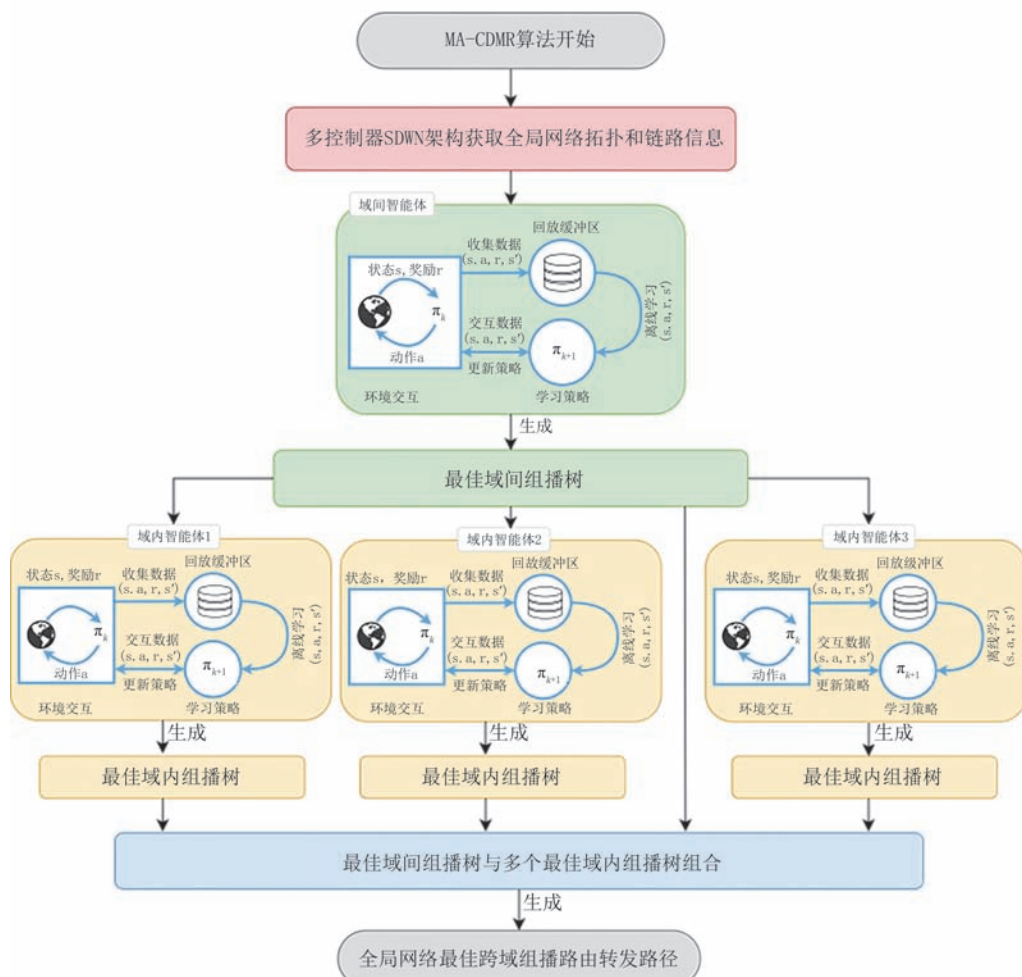 MA-CDMR算法开始
多控制器SDWN架构获取全局网络拓扑和链路信息
域间智能体
回放缓冲区
收集数据
(s.a,r,s′)
状态s,奖励r
π_k
动作a
离线学习
(s.a,r,s′)
交互数据
(s.a,r,s′)
更新策略
π_{k+1}
环境交互
学习策略
生成
最佳域间组播树
域内智能体1
回放缓冲区
状态s,奖励r
收集数据
(s.a,r,s′)
π_k
动作a
离线学习
(s,a,r,s′)
交互数据
(s.a,r,s′)
更新策略
π_{k+1}
环境交互
学习策略
生成
最佳域内组播树
域内智能体2
回故缓冲区
状态s，奖励r
收集数据
(s.a,r,s′)
π_k
动作a
离线学习
(s.a,r,s′)
交互数据
(s.a,r,s′)
更新策略
π_{k+1}
环境交互
学习策略
生成
最佳域内组播树
域内智能体3
回放缓冲区
状态s,奖励r
收集数据
(s.a,r,s′)
π_k
动作a
离线学习
(s.a,r,s′)
交互数据
(s.a,r,s′)
更新策略
π_{k+1}
环境交互
学习策略
生成
最佳域内组播树
最佳域间组播树与多个最佳域内组播树组合
生成
全局网络最佳跨域组播路由转发路径